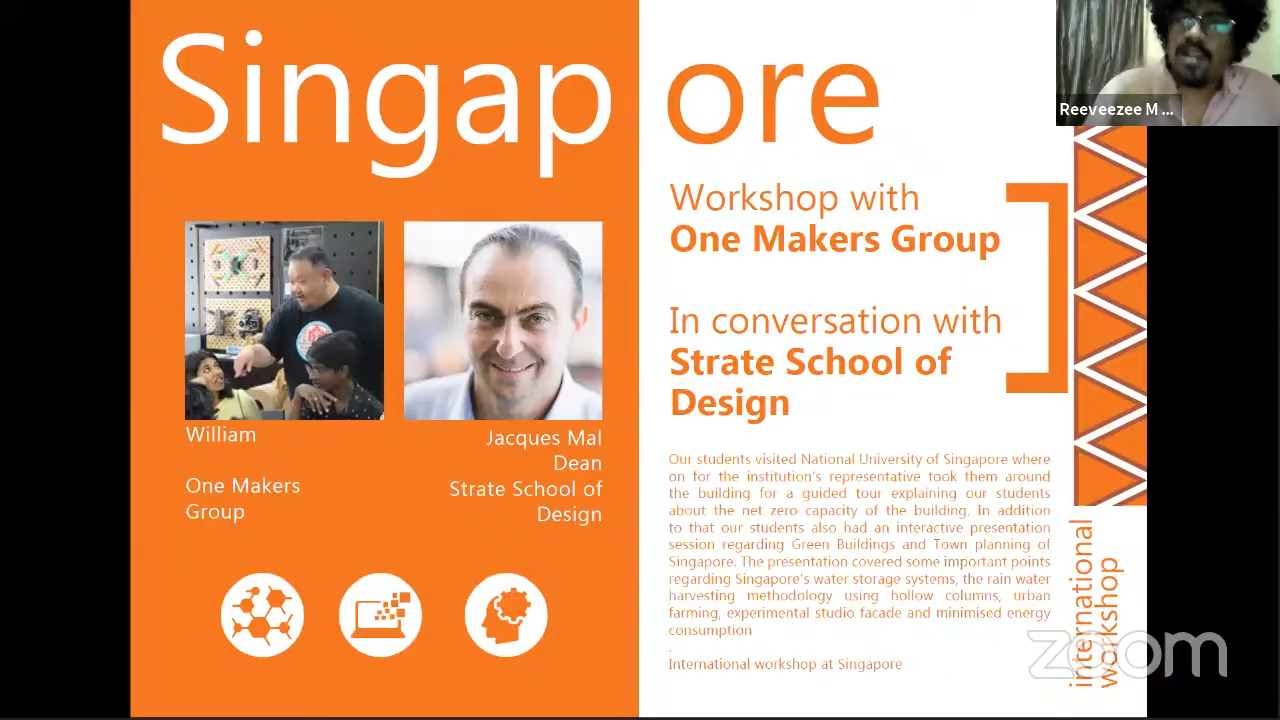 Singapore
Reeveezee M ...
Workshop with
One Makers Group
In conversation with
Strate School of
Design
William
One Makers
Group
Jacques Mal
Dean
Strate School of
Design
Our students visited National University of Singapore where
on for the institution's representative took them around
the building for a guided tour explaining our students
about the net zero capacity of the building. In addition
to that our students also had an interactive presentation
session regarding Green Buildings and Town planning of
Singapore. The presentation covered some important points
regarding Singapore's water storage systems, the rain water
harvesting methodology using hollow columns, urban
farming, experimental studio facade and minimised energy
consumption
.
International workshop at Singapore
international
workshop
zoom